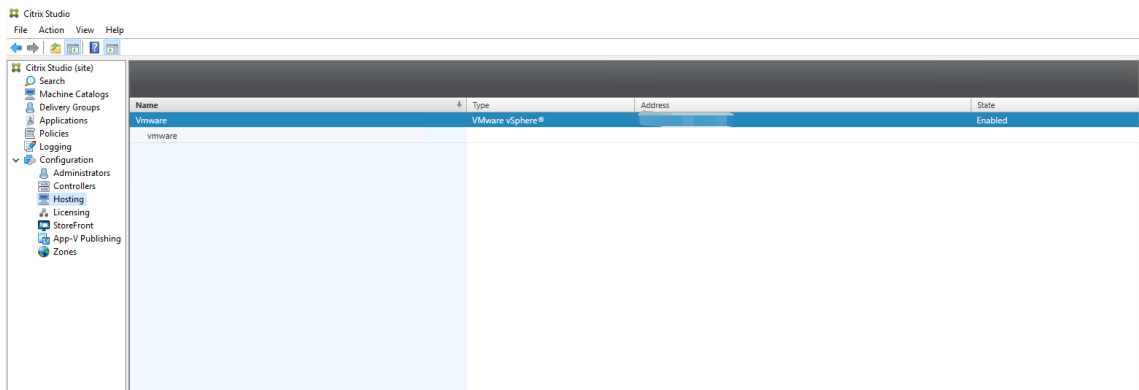 Citrix Studio
File Action View Help
Citrix Studio (site)
Search
Machine Catalogs
Delivery Groups
Applications
Policies
Logging
Configuration
Administrators
Controllers
Hosting
Licensing
StoreFront
App-V Publishing
Zones
Name Type Address State
Vmware VMware vSphere® Enabled
vmware